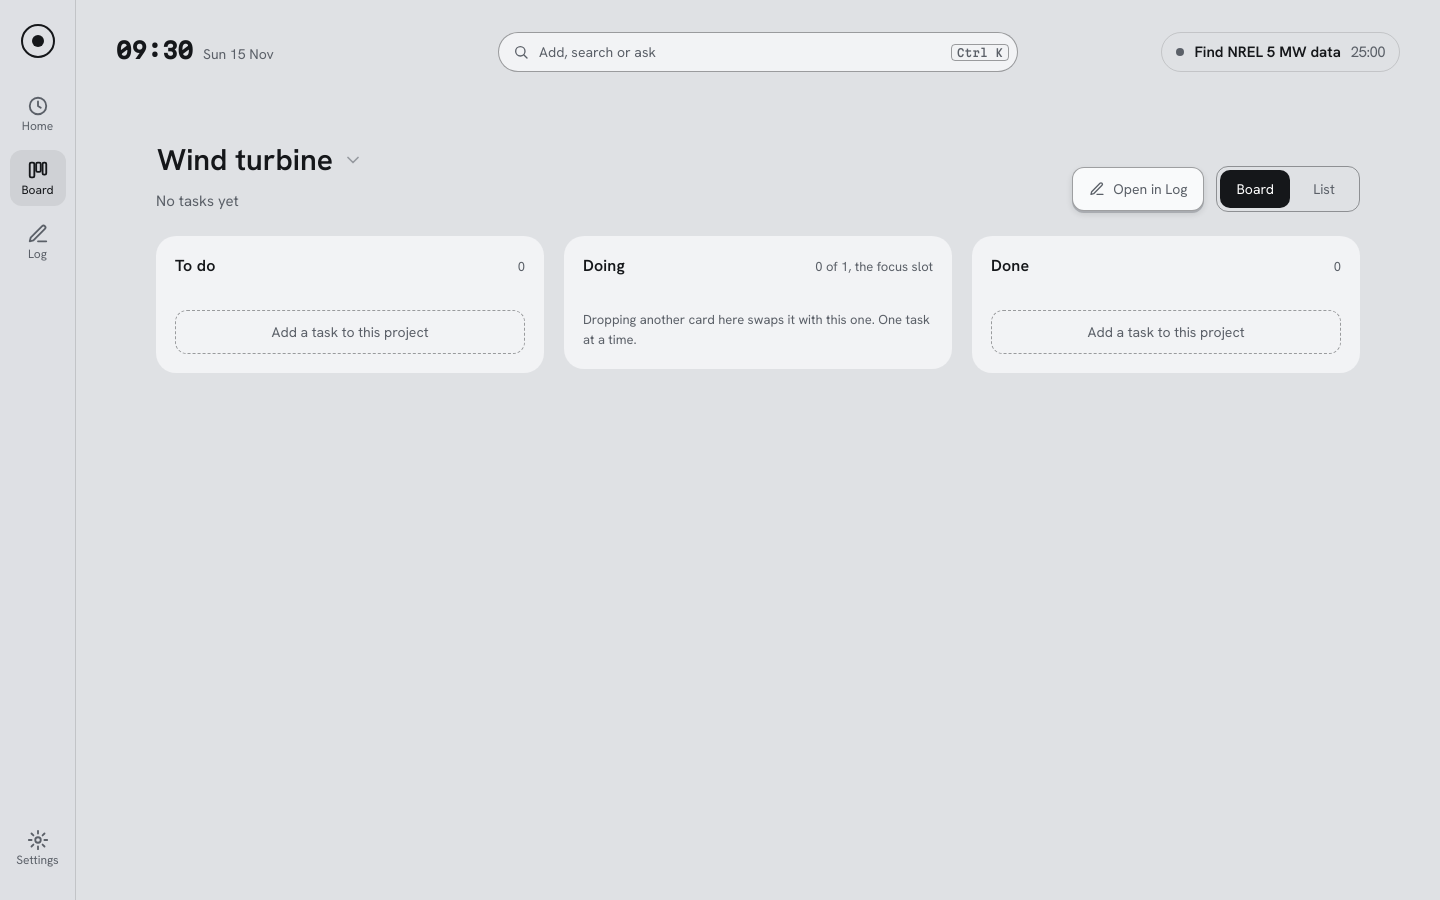 09:30 Sun 15 Nov
Add, search or ask
Ctrl K
Find NREL 5 MW data 25:00
Home
Board
Log
Settings
Wind turbine
No tasks yet
Open in Log
Board
List
To do
0
Add a task to this project
Doing
0 of 1, the focus slot
Dropping another card here swaps it with this one. One task
at a time.
Done
0
Add a task to this project